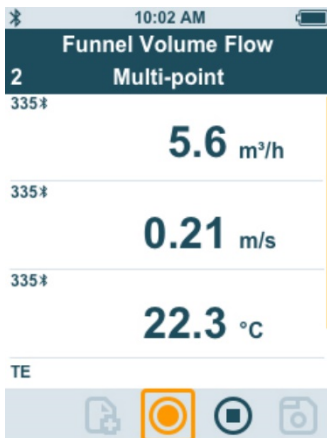 10:02 AM
Funnel Volume Flow
2 Multi-point
335
5.6 m³/h
335
0.21 m/s
335
22.3 °C
TE